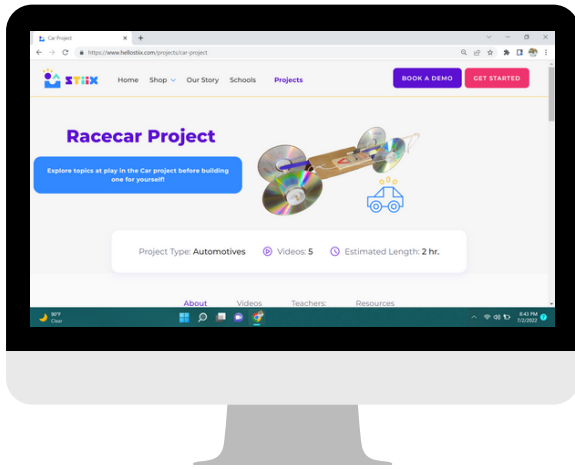 Car Project
https://www.hellostiix.com/projects/car-project
STIIX
Home Shop Our Story Schools Projects
BOOK A DEMO
GET STARTED
Racecar Project
Explore topics at play in the Car project before building
one for yourself!
Project Type: Automotives Videos: 5 Estimated Length: 2 hr.
About Videos Teachers: Resources
90°F
Clear
8:43 PM
7/2/2022